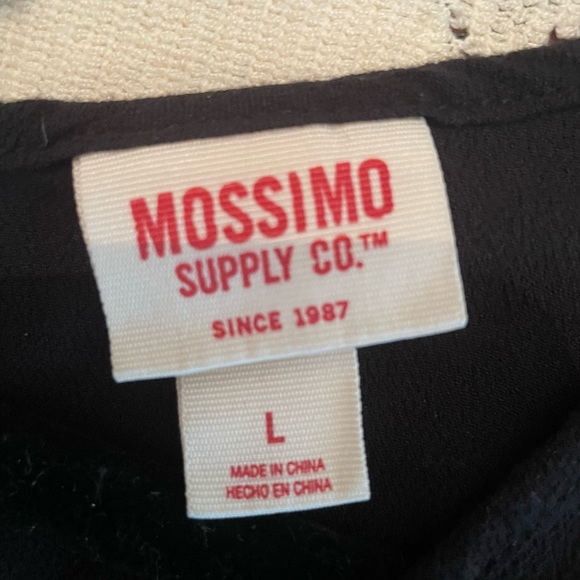 MOSSIMO
SUPPLY CO.™
SINCE 1987
L
MADE IN CHINA
HECHO EN CHINA